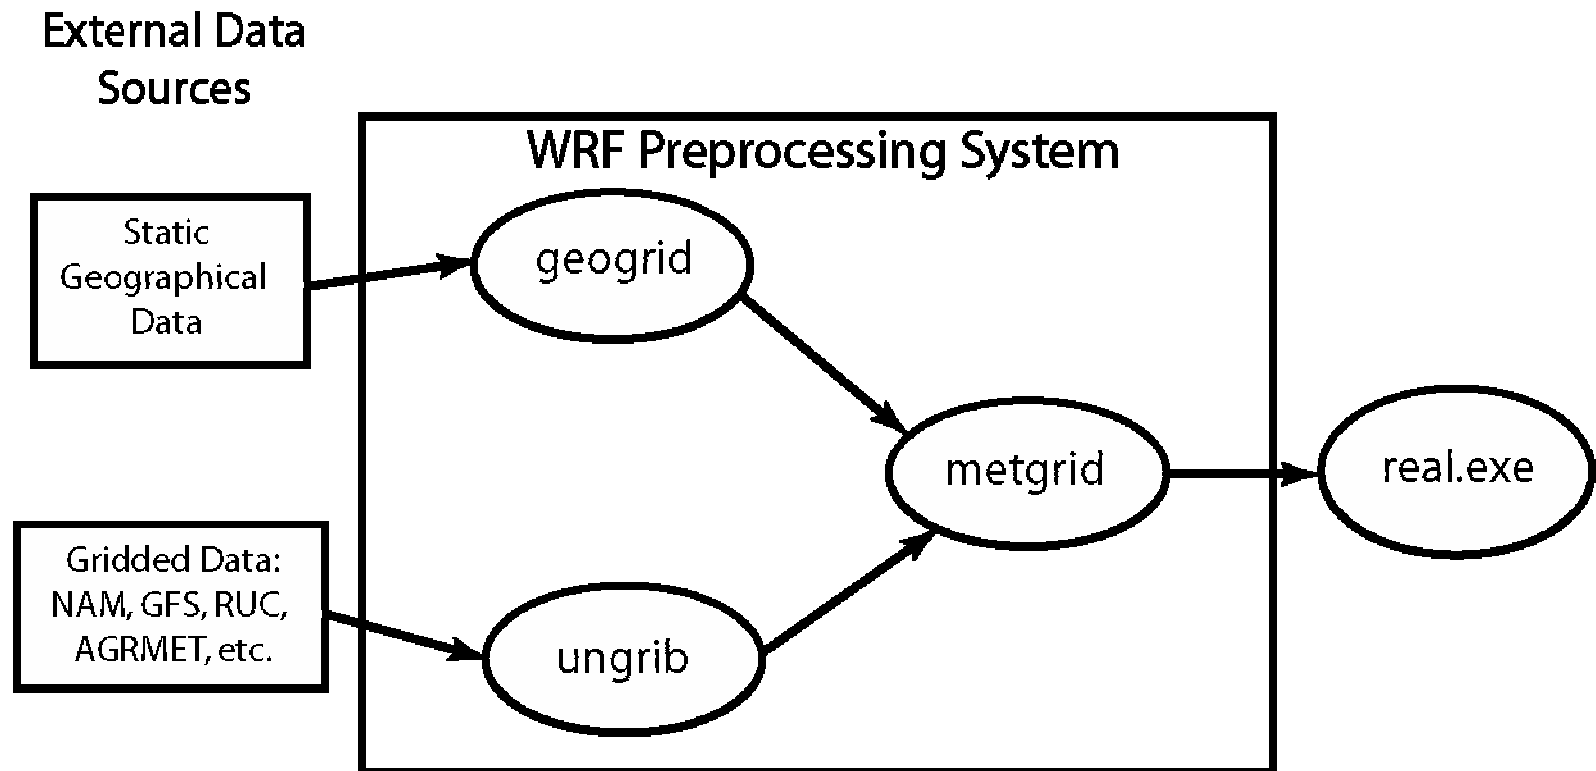 External Data
Sources
WRF Preprocessing System
Static
Geographical
Data
geogrid
metgrid
real.exe
Gridded Data:
NAM, GFS, RUC,
AGRMET, etc.
ungrib